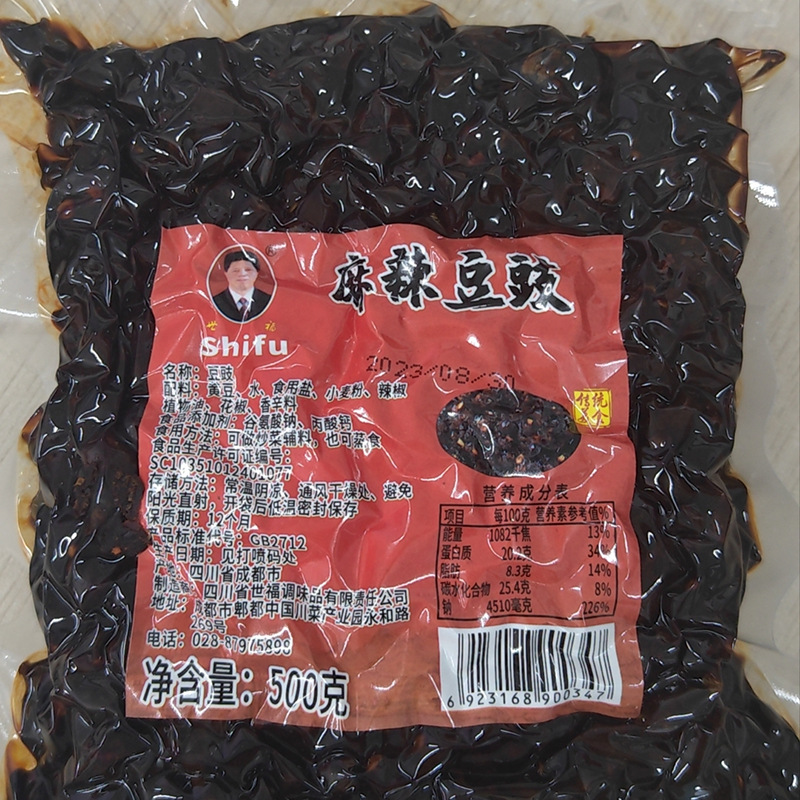 麻辣豆豉
®
世福
Shifu
2023/08/30
传统
名称：豆豉
配料：黄豆、水、食用盐、小麦粉、辣椒
植物油、花椒、香辛料
食品添加剂：谷氨酸钠、丙酸钙
食用方法：可做炒菜辅料，也可蒸食
食品生产许可证编号：
SC10351012401077
存储方法：常温阴凉、通风干燥处、避免
阳光直射，开袋后低温密封保存
保质期：12个月
产品标准代号：GB2712
生产日期：见打喷码处
产地：四川省成都市
制造商：四川省世福调味品有限责任公司
地址：成都市郫都中国川菜产业园永和路
269号
电话：028-87975898
净含量：500克
营养成分表
项目 每100克 营养素参考值%
能量 1082千焦 13%
蛋白质 20.2克 34%
脂肪 8.3克 14%
碳水化合物 25.4克 8%
钠 4510毫克 226%
6 923168 900347